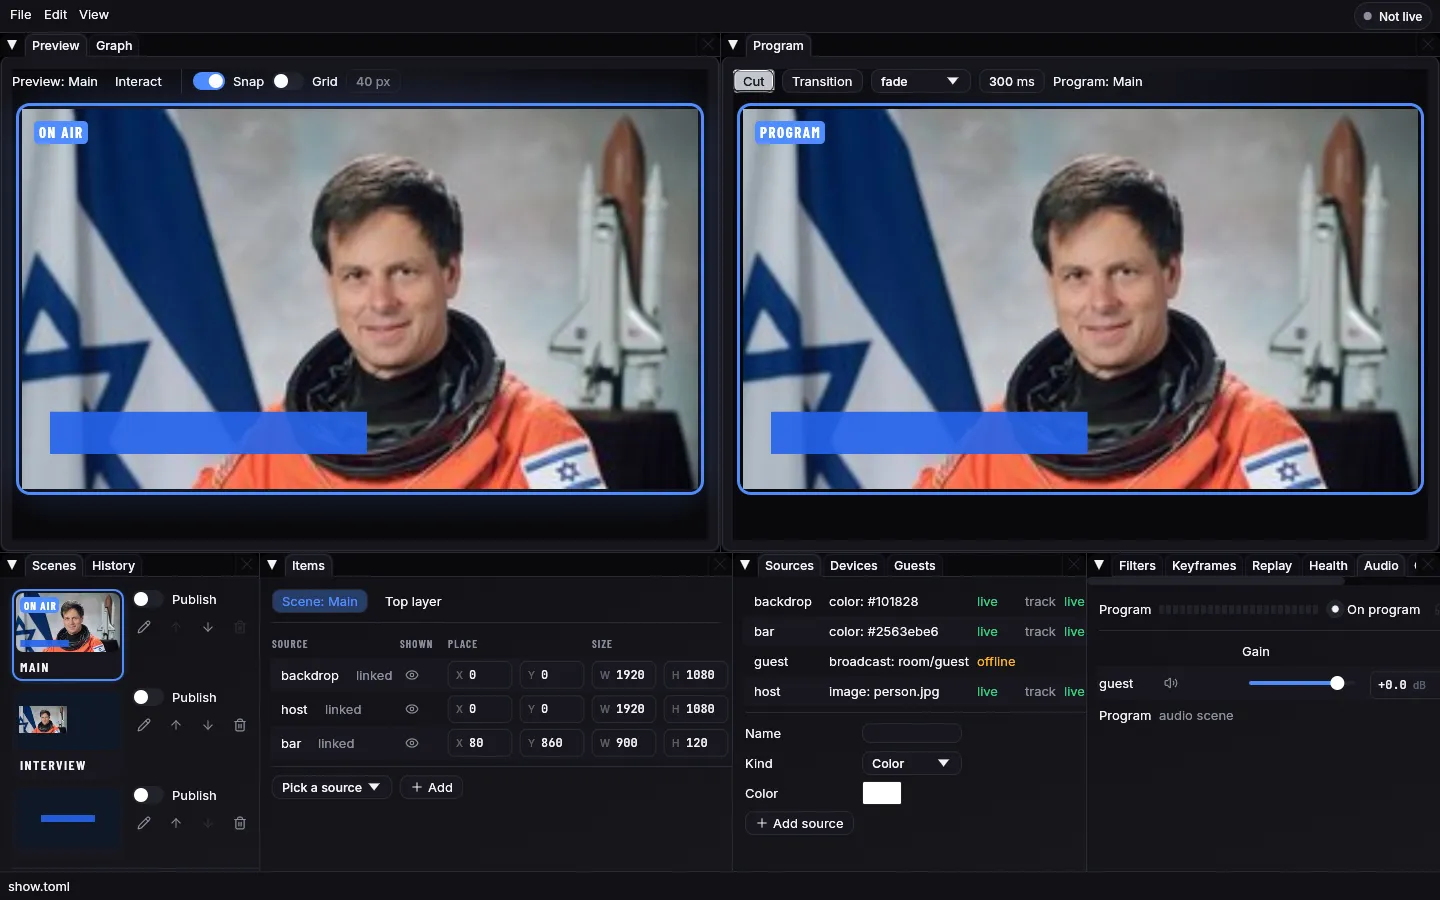 File Edit View
Not live
Preview Graph
Program
Preview: Main Interact Snap Grid 40 px
Cut Transition fade 300 ms Program: Main
ON AIR
PROGRAM
Scenes History
Items
Sources Devices Guests
Filters Keyframes Replay Health Audio
ON AIR
MAIN
Publish
INTERVIEW
Publish
Publish
Scene: Main Top layer
SOURCE SHOWN PLACE SIZE
backdrop linked X 0 Y 0 W 1920 H 1080
host linked X 0 Y 0 W 1920 H 1080
bar linked X 80 Y 860 W 900 H 120
Pick a source + Add
backdrop color: #101828 live track live
bar color: #2563ebe6 live track live
guest broadcast: room/guest offline
host image: person.jpg live track live
Name
Kind Color
Color
+ Add source
Program On program
Gain
guest +0.0 dB
Program audio scene
show.toml